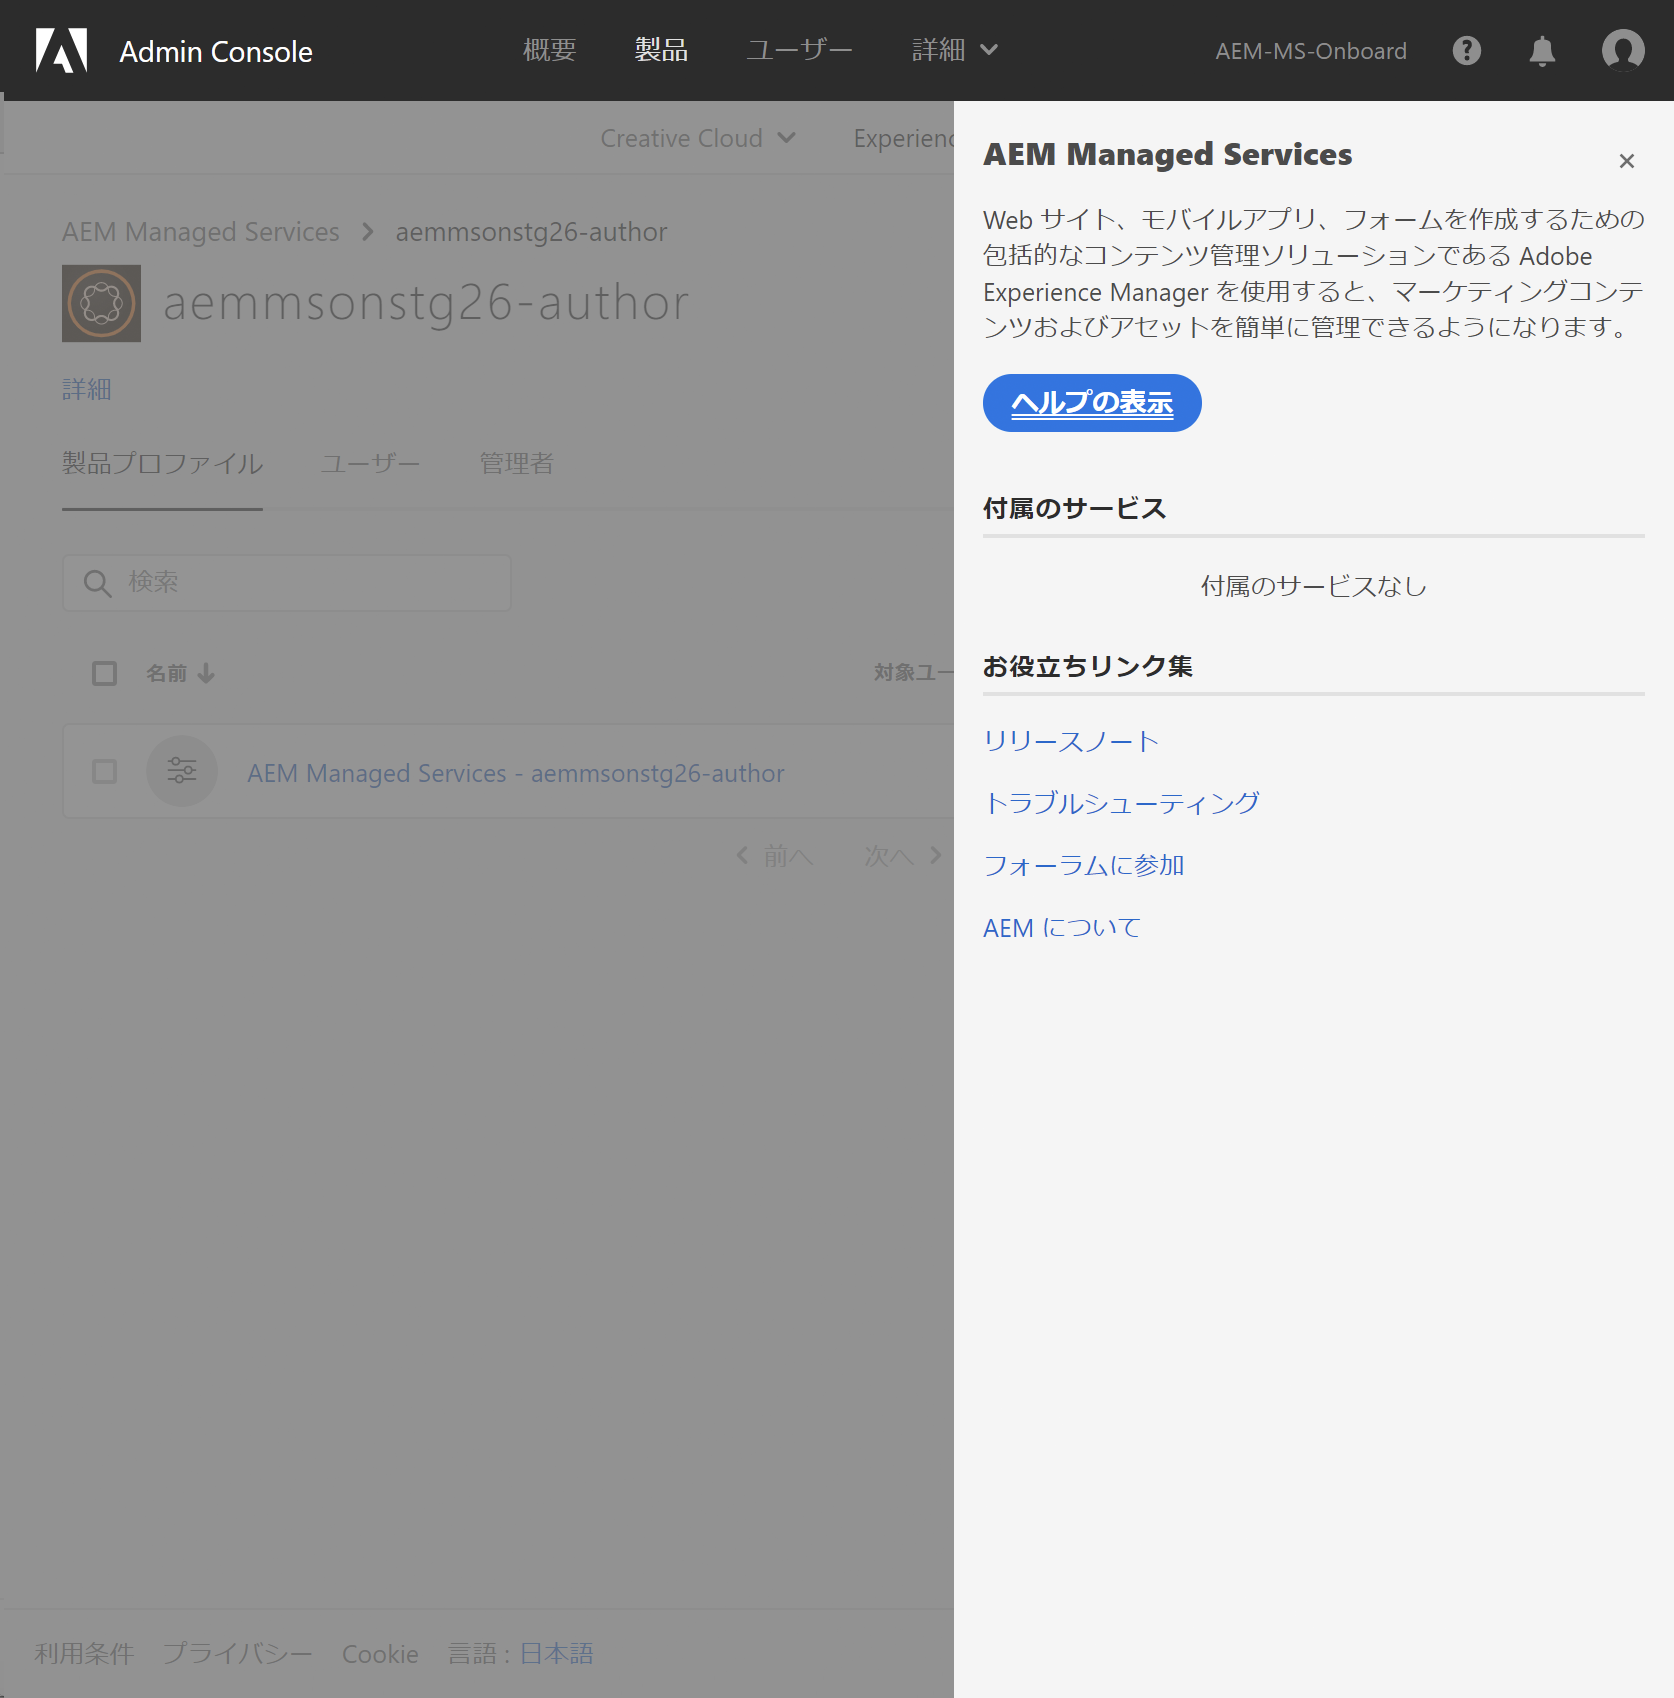 Admin Console
概要
製品
ユーザー
詳細
AEM-MS-Onboard
Creative Cloud
Experienc
AEM Managed Services
aemmsonstg26-author
aemmsonstg26-author
詳細
製品プロファイル
ユーザー
管理者
検索
名前
対象ユー
AEM Managed Services - aemmsonstg26-author
前へ
次へ
AEM Managed Services
Web サイト、モバイルアプリ、フォームを作成するための
包括的なコンテンツ管理ソリューションである Adobe
Experience Manager を使用すると、マーケティングコンテ
ンツおよびアセットを簡単に管理できるようになります。
ヘルプの表示
付属のサービス
付属のサービスなし
お役立ちリンク集
リリースノート
トラブルシューティング
フォーラムに参加
AEM について
利用条件
プライバシー
Cookie
言語 : 日本語